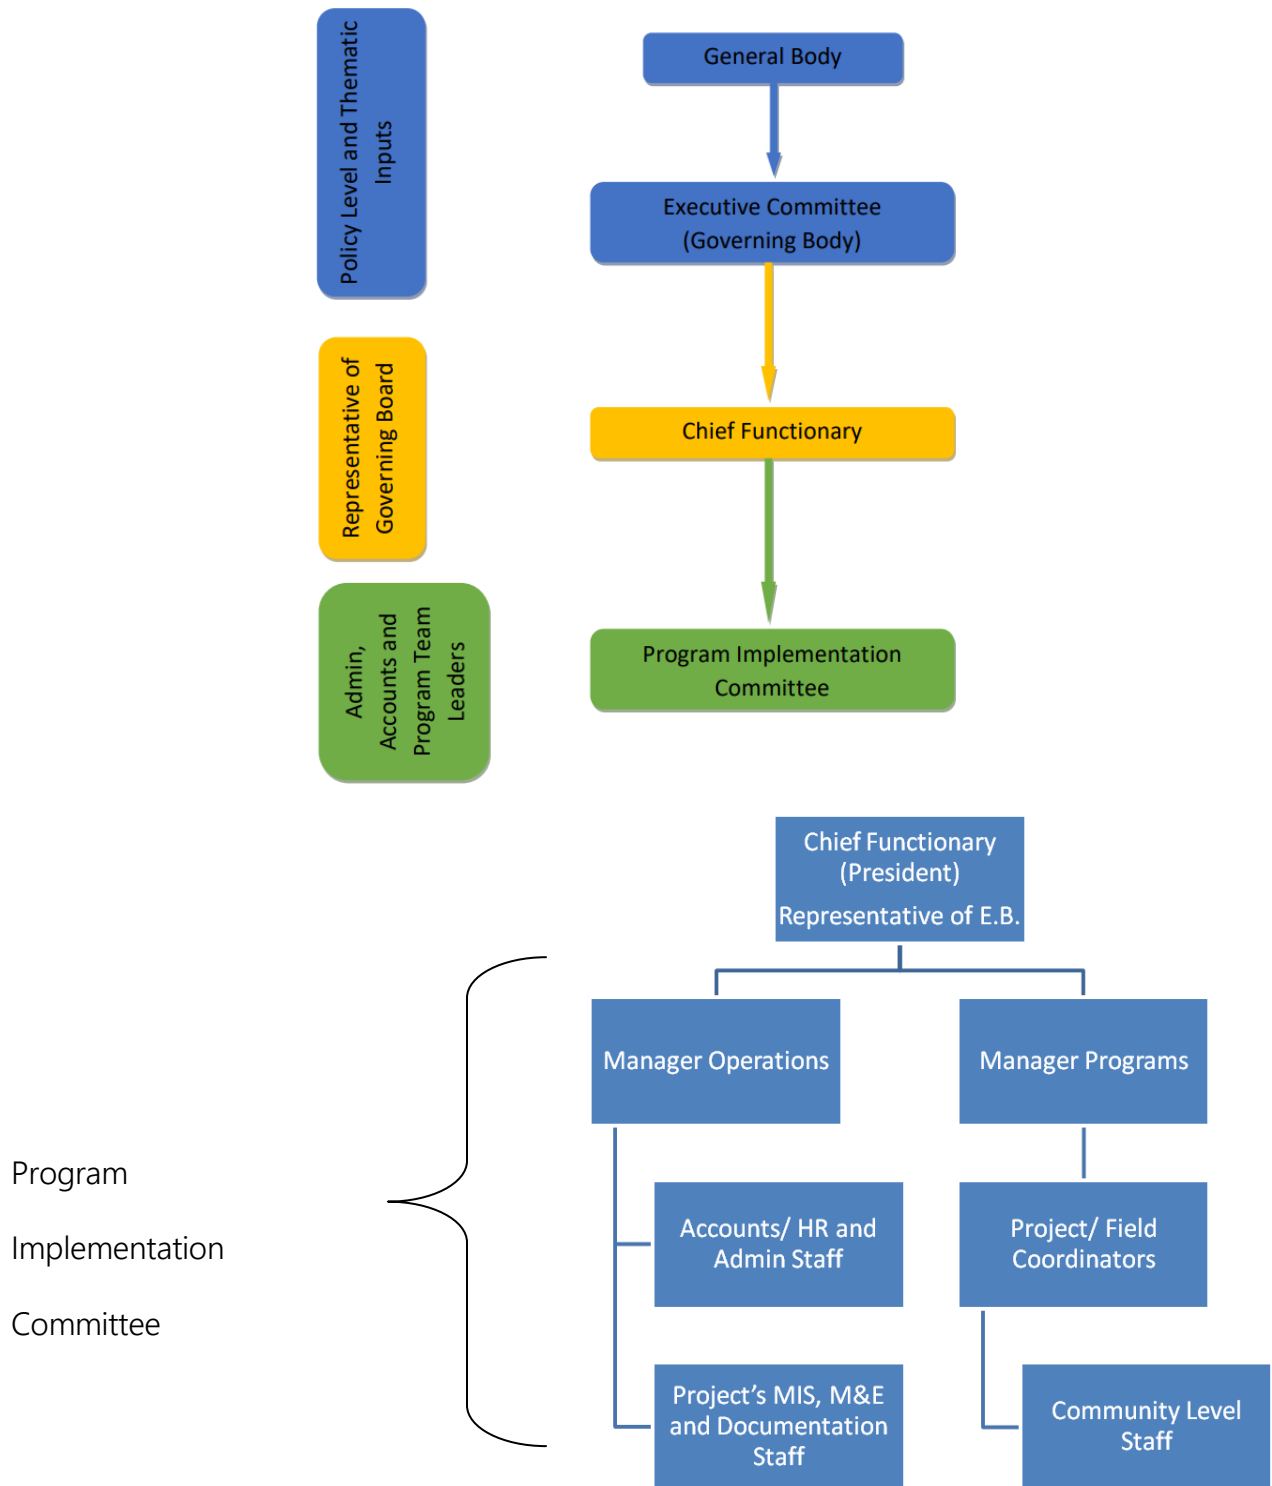 Policy Level and Thematic
Inputs
General Body
Executive Committee
(Governing Body)
Representative of
Governing Board
Chief Functionary
Admin,
Accounts and
Program Team
Leaders
Program Implementation
Committee
Chief Functionary
(President)
Representative of E.B.
Manager Operations
Manager Programs
Program
Implementation
Committee
Accounts/ HR and
Admin Staff
Project/ Field
Coordinators
Project’s MIS, M&E
and Documentation
Staff
Community Level
Staff